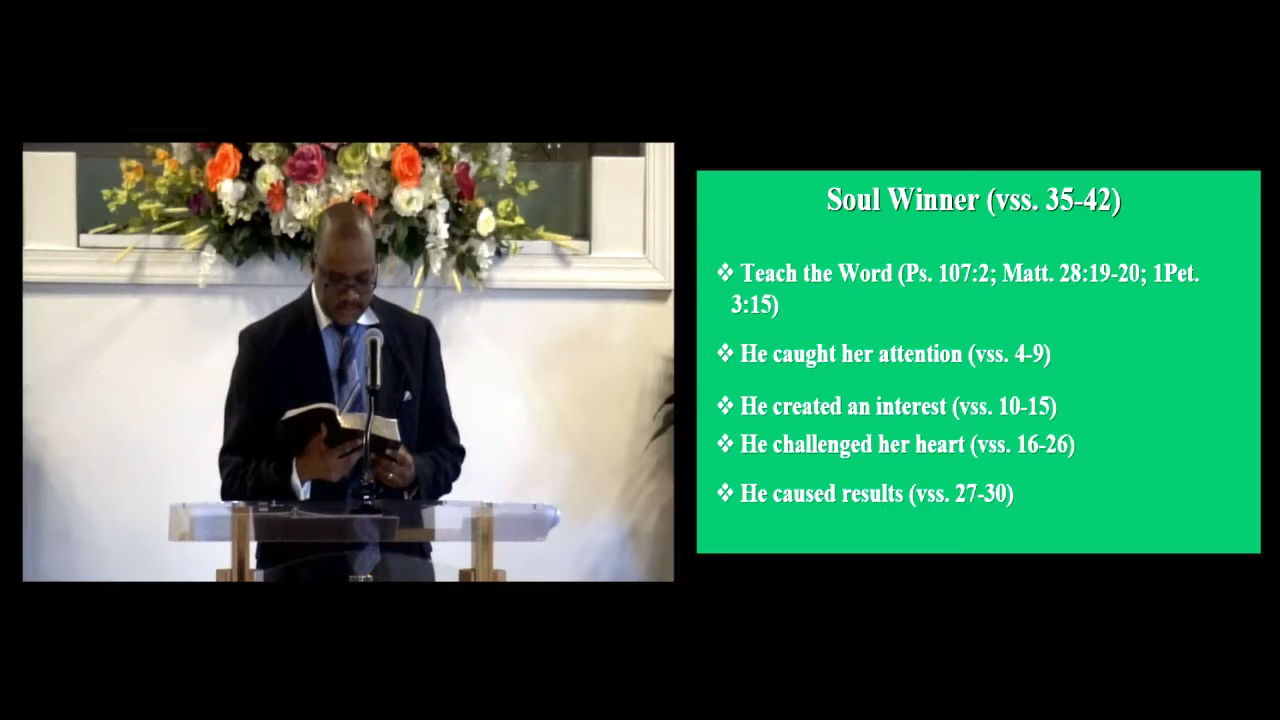 Soul Winner (vss. 35-42)
❖ Teach the Word (Ps. 107:2; Matt. 28:19-20; 1Pet.
3:15)
❖ He caught her attention (vss. 4-9)
❖ He created an interest (vss. 10-15)
❖ He challenged her heart (vss. 16-26)
❖ He caused results (vss. 27-30)